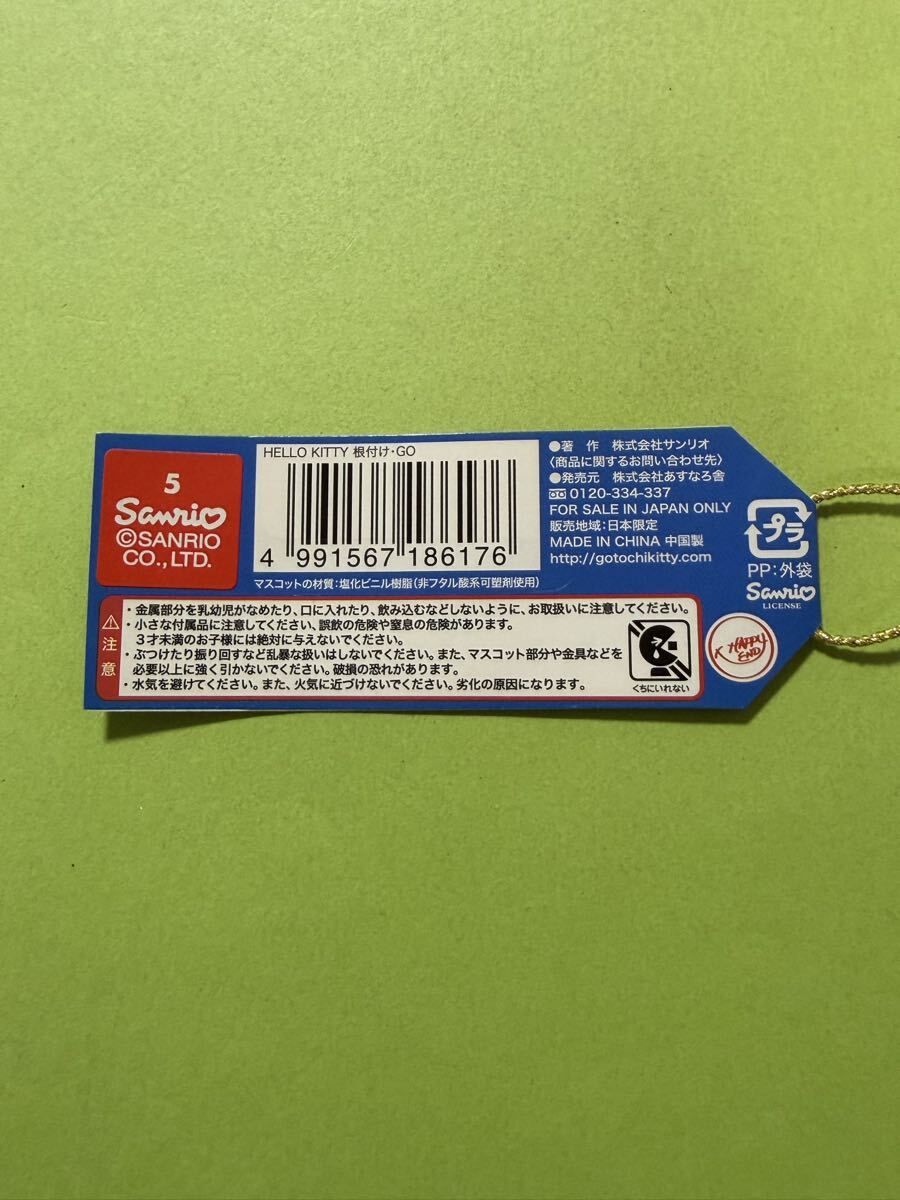 5
Sanrio
©SANRIO
CO.,LTD.
HELLO KITTY 根付け・GO
4 991567 186176
●著 作 株式会社サンリオ
〈商品に関するお問い合わせ先〉
●発売元 株式会社あすなろ舎
0120-334-337
FOR SALE IN JAPAN ONLY
販売地域:日本限定
MADE IN CHINA 中国製
http://gotochikitty.com
プラ
PP:外袋
Sanrio
LICENSE
マスコットの材質:塩化ビニル樹脂(非フタル酸系可塑剤使用)
注意
・金属部分を乳幼児がなめたり、口に入れたり、飲み込むなどしないように、お取扱いに注意してください。
・小さな付属品に注意してください、誤飲の危険や窒息の危険があります。
3才未満のお子様には絶対に与えないでください。
・ぶつけたり振り回すなど乱暴な扱いはしないでください。また、マスコット部分や金具などを
必要以上に強く引かないでください。破損の恐れがあります。
・水気を避けてください。また、火気に近づけないでください。劣化の原因になります。
くちにいれない
HAPPY
END